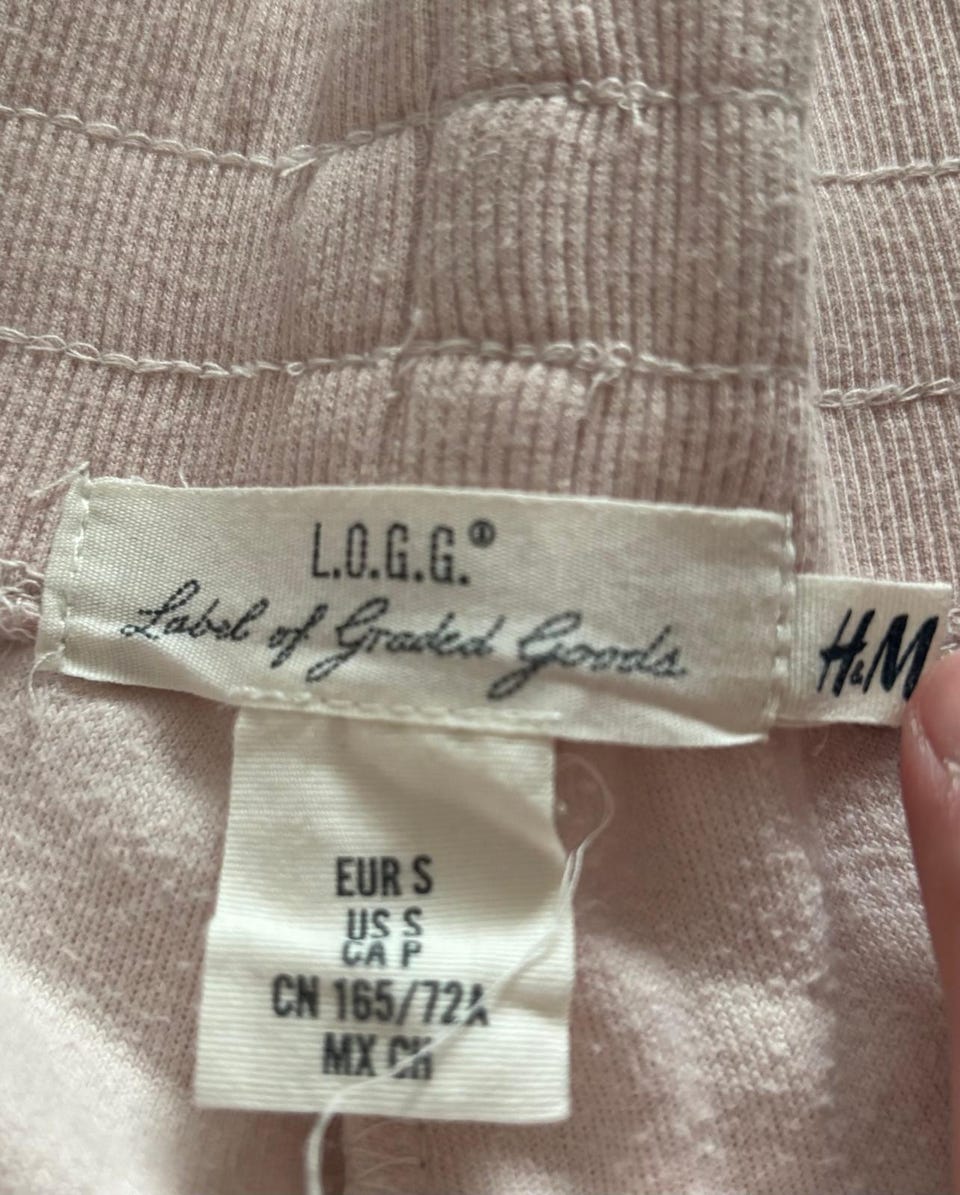 L.O.G.G.®
Label of Graded Goods.
H&M
EUR S
US S
CA P
CN 165/72A
MX CH